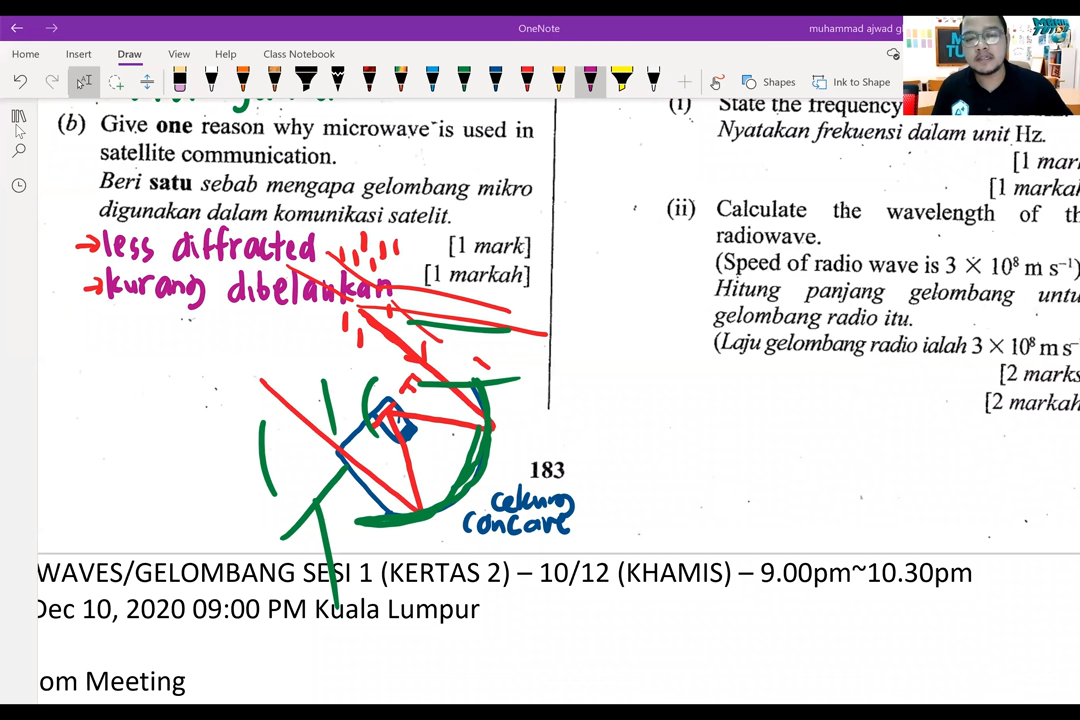 OneNote
muhammad ajwad
Home Insert Draw View Help Class Notebook
Shapes Ink to Shape
(b) Give one reason why microwave is used in
satellite communication.
Beri satu sebab mengapa gelombang mikro
digunakan dalam komunikasi satelit.
[1 mark]
[1 markah]
→less diffracted
→kurang dibelaukan
F
celung
concave
183
(i) State the frequency
Nyatakan frekuensi dalam unit Hz.
[1 mar
[1 markah
(ii) Calculate the wavelength of th
radiowave.
(Speed of radio wave is 3 × 10⁸ m s⁻¹)
Hitung panjang gelombang untu
gelombang radio itu.
(Laju gelombang radio ialah 3 × 10⁸ m s⁻
[2 marks
[2 markah
WAVES/GELOMBANG SESI 1 (KERTAS 2) – 10/12 (KHAMIS) – 9.00pm~10.30pm
Dec 10, 2020 09:00 PM Kuala Lumpur
om Meeting